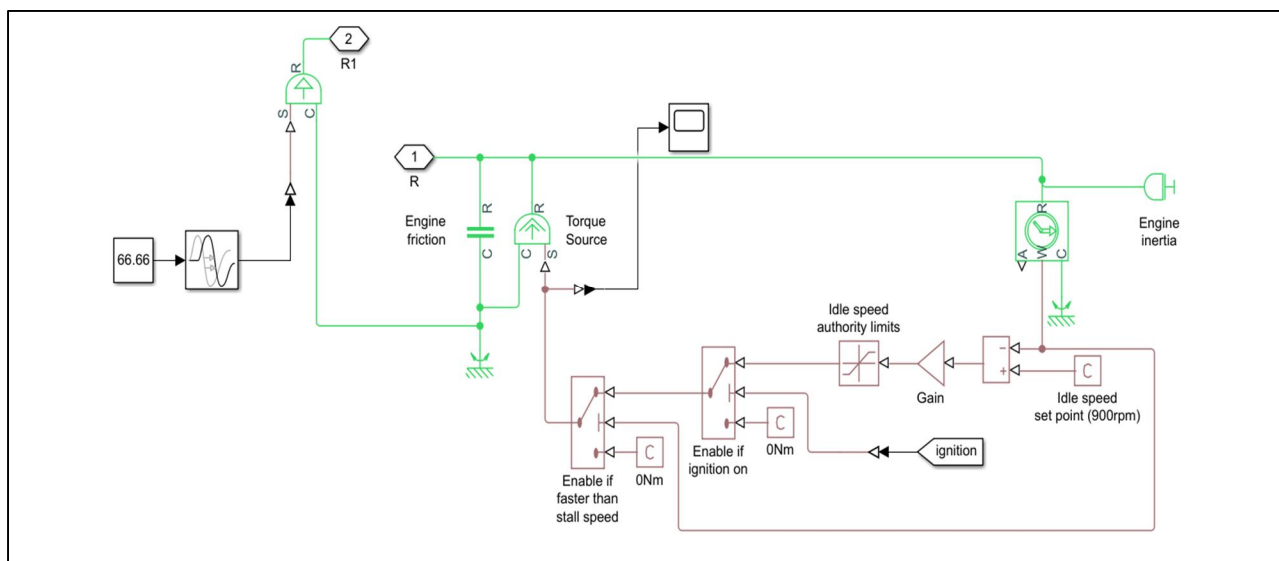 2
R1
R
S
C
1
R
R
R
Engine
friction
Torque
Source
C
C
S
66.66
R
A
W
C
Engine
inertia
Idle speed
authority limits
-
+
C
Gain
Idle speed
set point (900rpm)
C
0Nm
Enable if
ignition on
ignition
C
0Nm
Enable if
faster than
stall speed